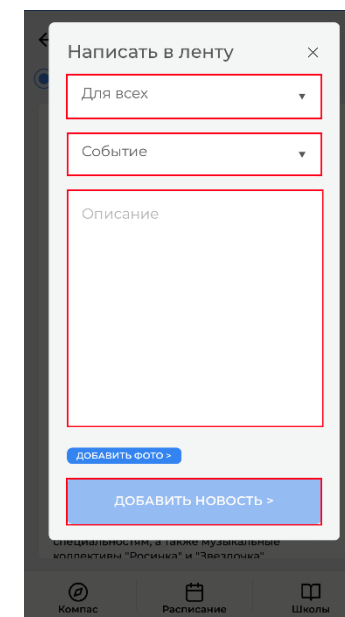 Написать в ленту
Для всех
Событие
Описание
ДОБАВИТЬ ФОТО >
ДОБАВИТЬ НОВОСТЬ >
специальностям, а также музыкальные
коллективы "Росинка" и "Звездочка"
Компас
Расписание
Школы